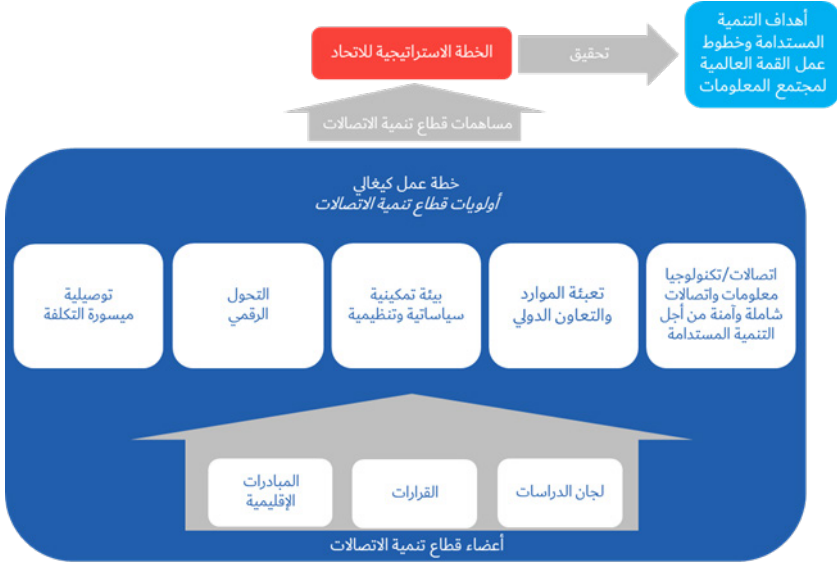 أهداف التنمية
المستدامة وخطوط
عمل القمة العالمية
لمجتمع المعلومات
تحقيق
الخطة الاستراتيجية للاتحاد
مساهمات قطاع تنمية الاتصالات
خطة عمل كيغالي
أولويات قطاع تنمية الاتصالات
اتصالات/تكنولوجيا
معلومات واتصالات
شاملة وآمنة من أجل
التنمية المستدامة
تعبئة الموارد
والتعاون الدولي
بيئة تمكينية
سياساتية وتنظيمية
التحول
الرقمي
توصيلية
ميسورة التكلفة
لجان الدراسات
القرارات
المبادرات
الإقليمية
أعضاء قطاع تنمية الاتصالات